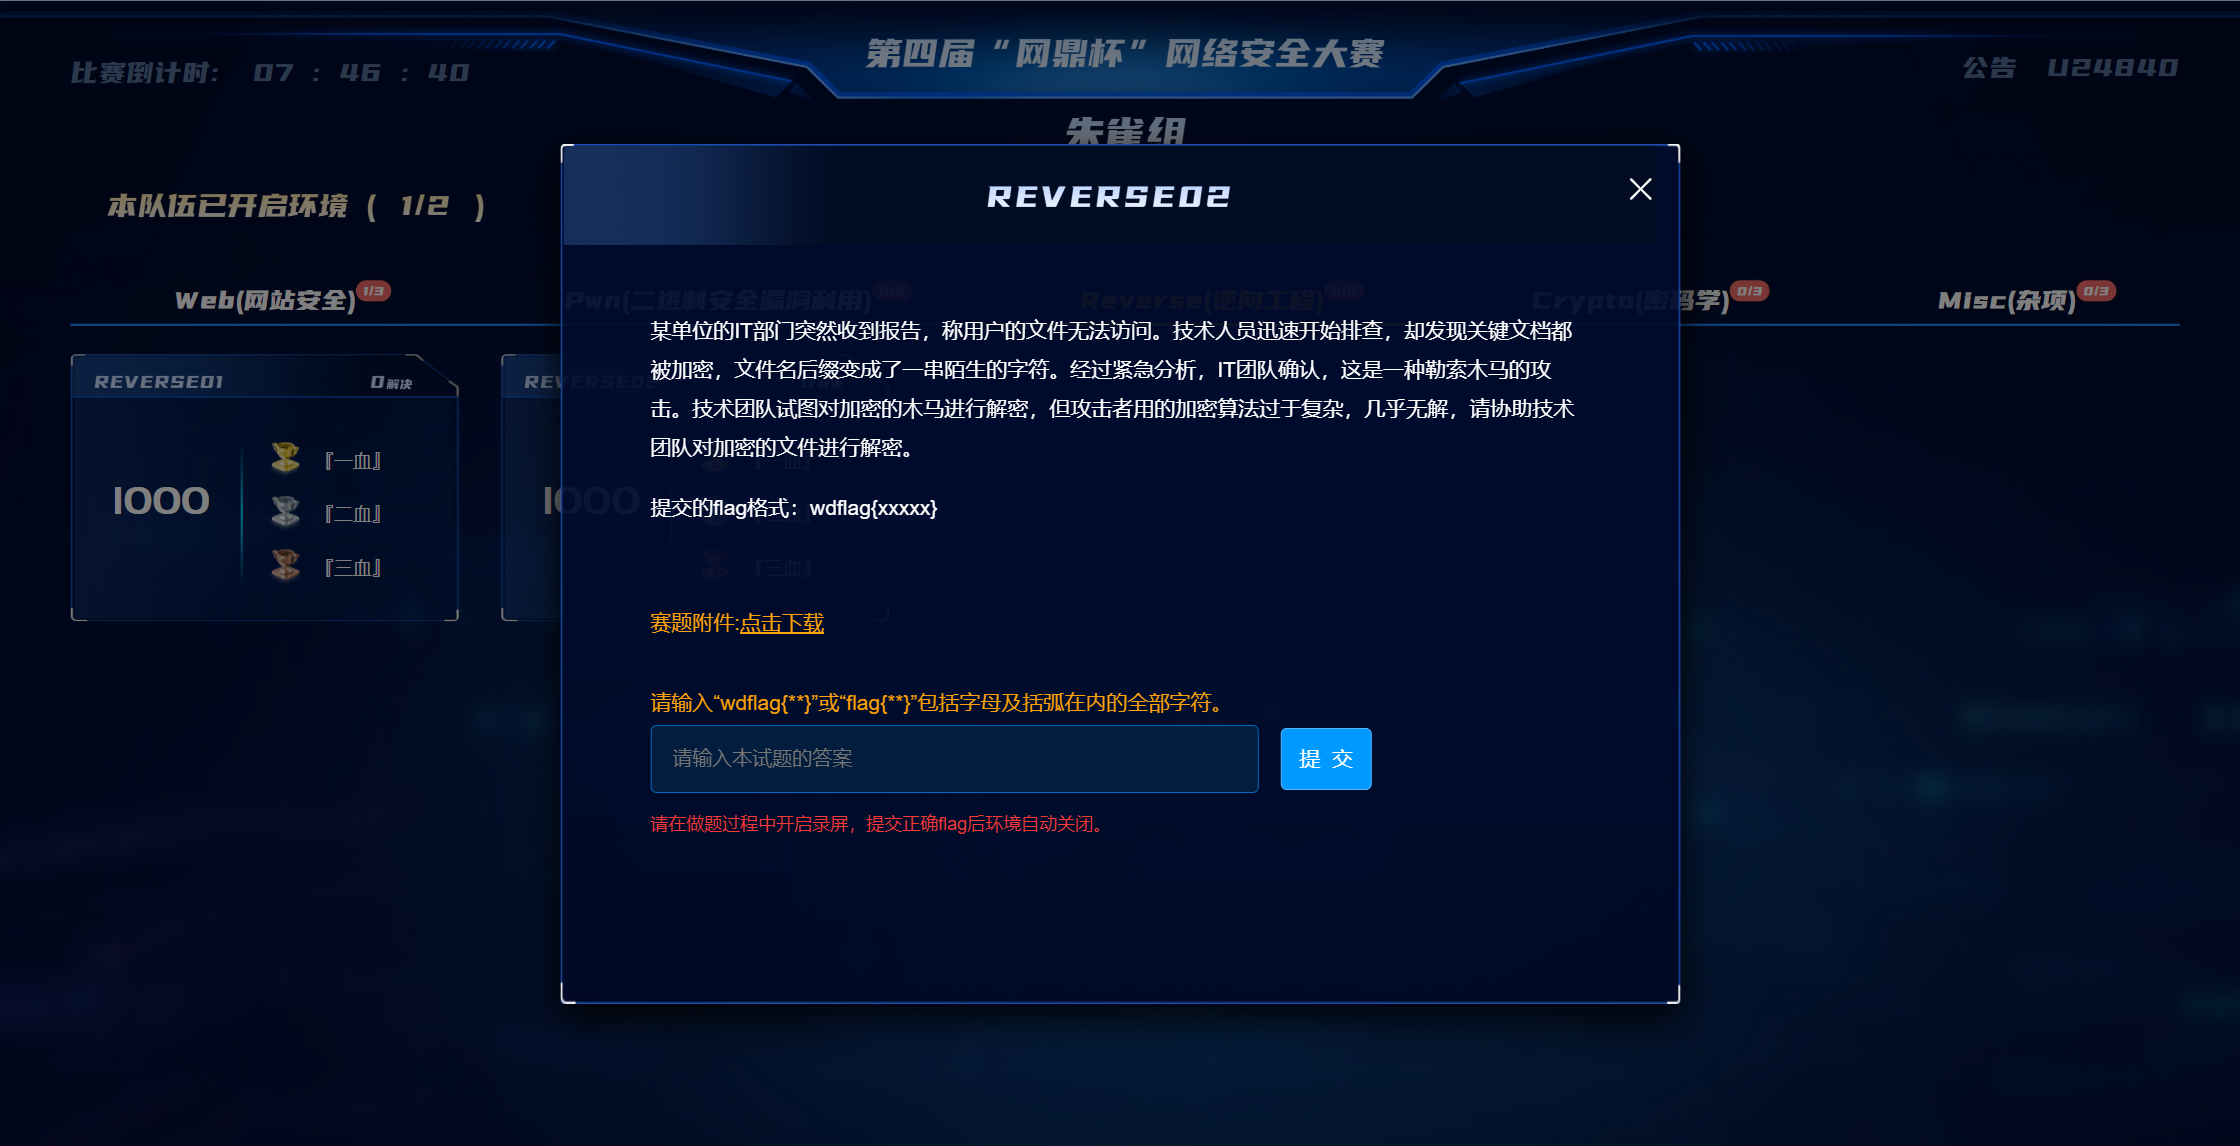 第四届“网鼎杯”网络安全大赛
比赛倒计时: 07 : 46 : 40
公告 U24840
朱雀组
本队伍已开启环境 ( 1/2 )
REVERSE02
Web(网站安全) 1/3
Pwn(二进制安全漏洞利用) 0/2
Reverse(逆向工程) 0/2
Crypto(密码学) 0/3
Misc(杂项) 0/3
REVERSE01 0解决
1000
『一血』
『二血』
『三血』
REVERSE02 0解决
1000
『一血』
『三血』
某单位的IT部门突然收到报告，称用户的文件无法访问。技术人员迅速开始排查，却发现关键文档都
被加密，文件名后缀变成了一串陌生的字符。经过紧急分析，IT团队确认，这是一种勒索木马的攻
击。技术团队试图对加密的木马进行解密，但攻击者用的加密算法过于复杂，几乎无解，请协助技术
团队对加密的文件进行解密。
提交的flag格式：wdflag{xxxxx}
赛题附件:点击下载
请输入“wdflag{**}”或“flag{**}”包括字母及括弧在内的全部字符。
请输入本试题的答案
提 交
请在做题过程中开启录屏，提交正确flag后环境自动关闭。